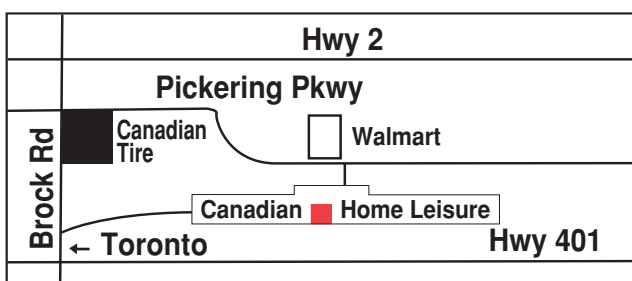 Hwy 2
Pickering Pkwy
Brock Rd
Canadian
Tire
Walmart
Canadian Home Leisure
← Toronto
Hwy 401